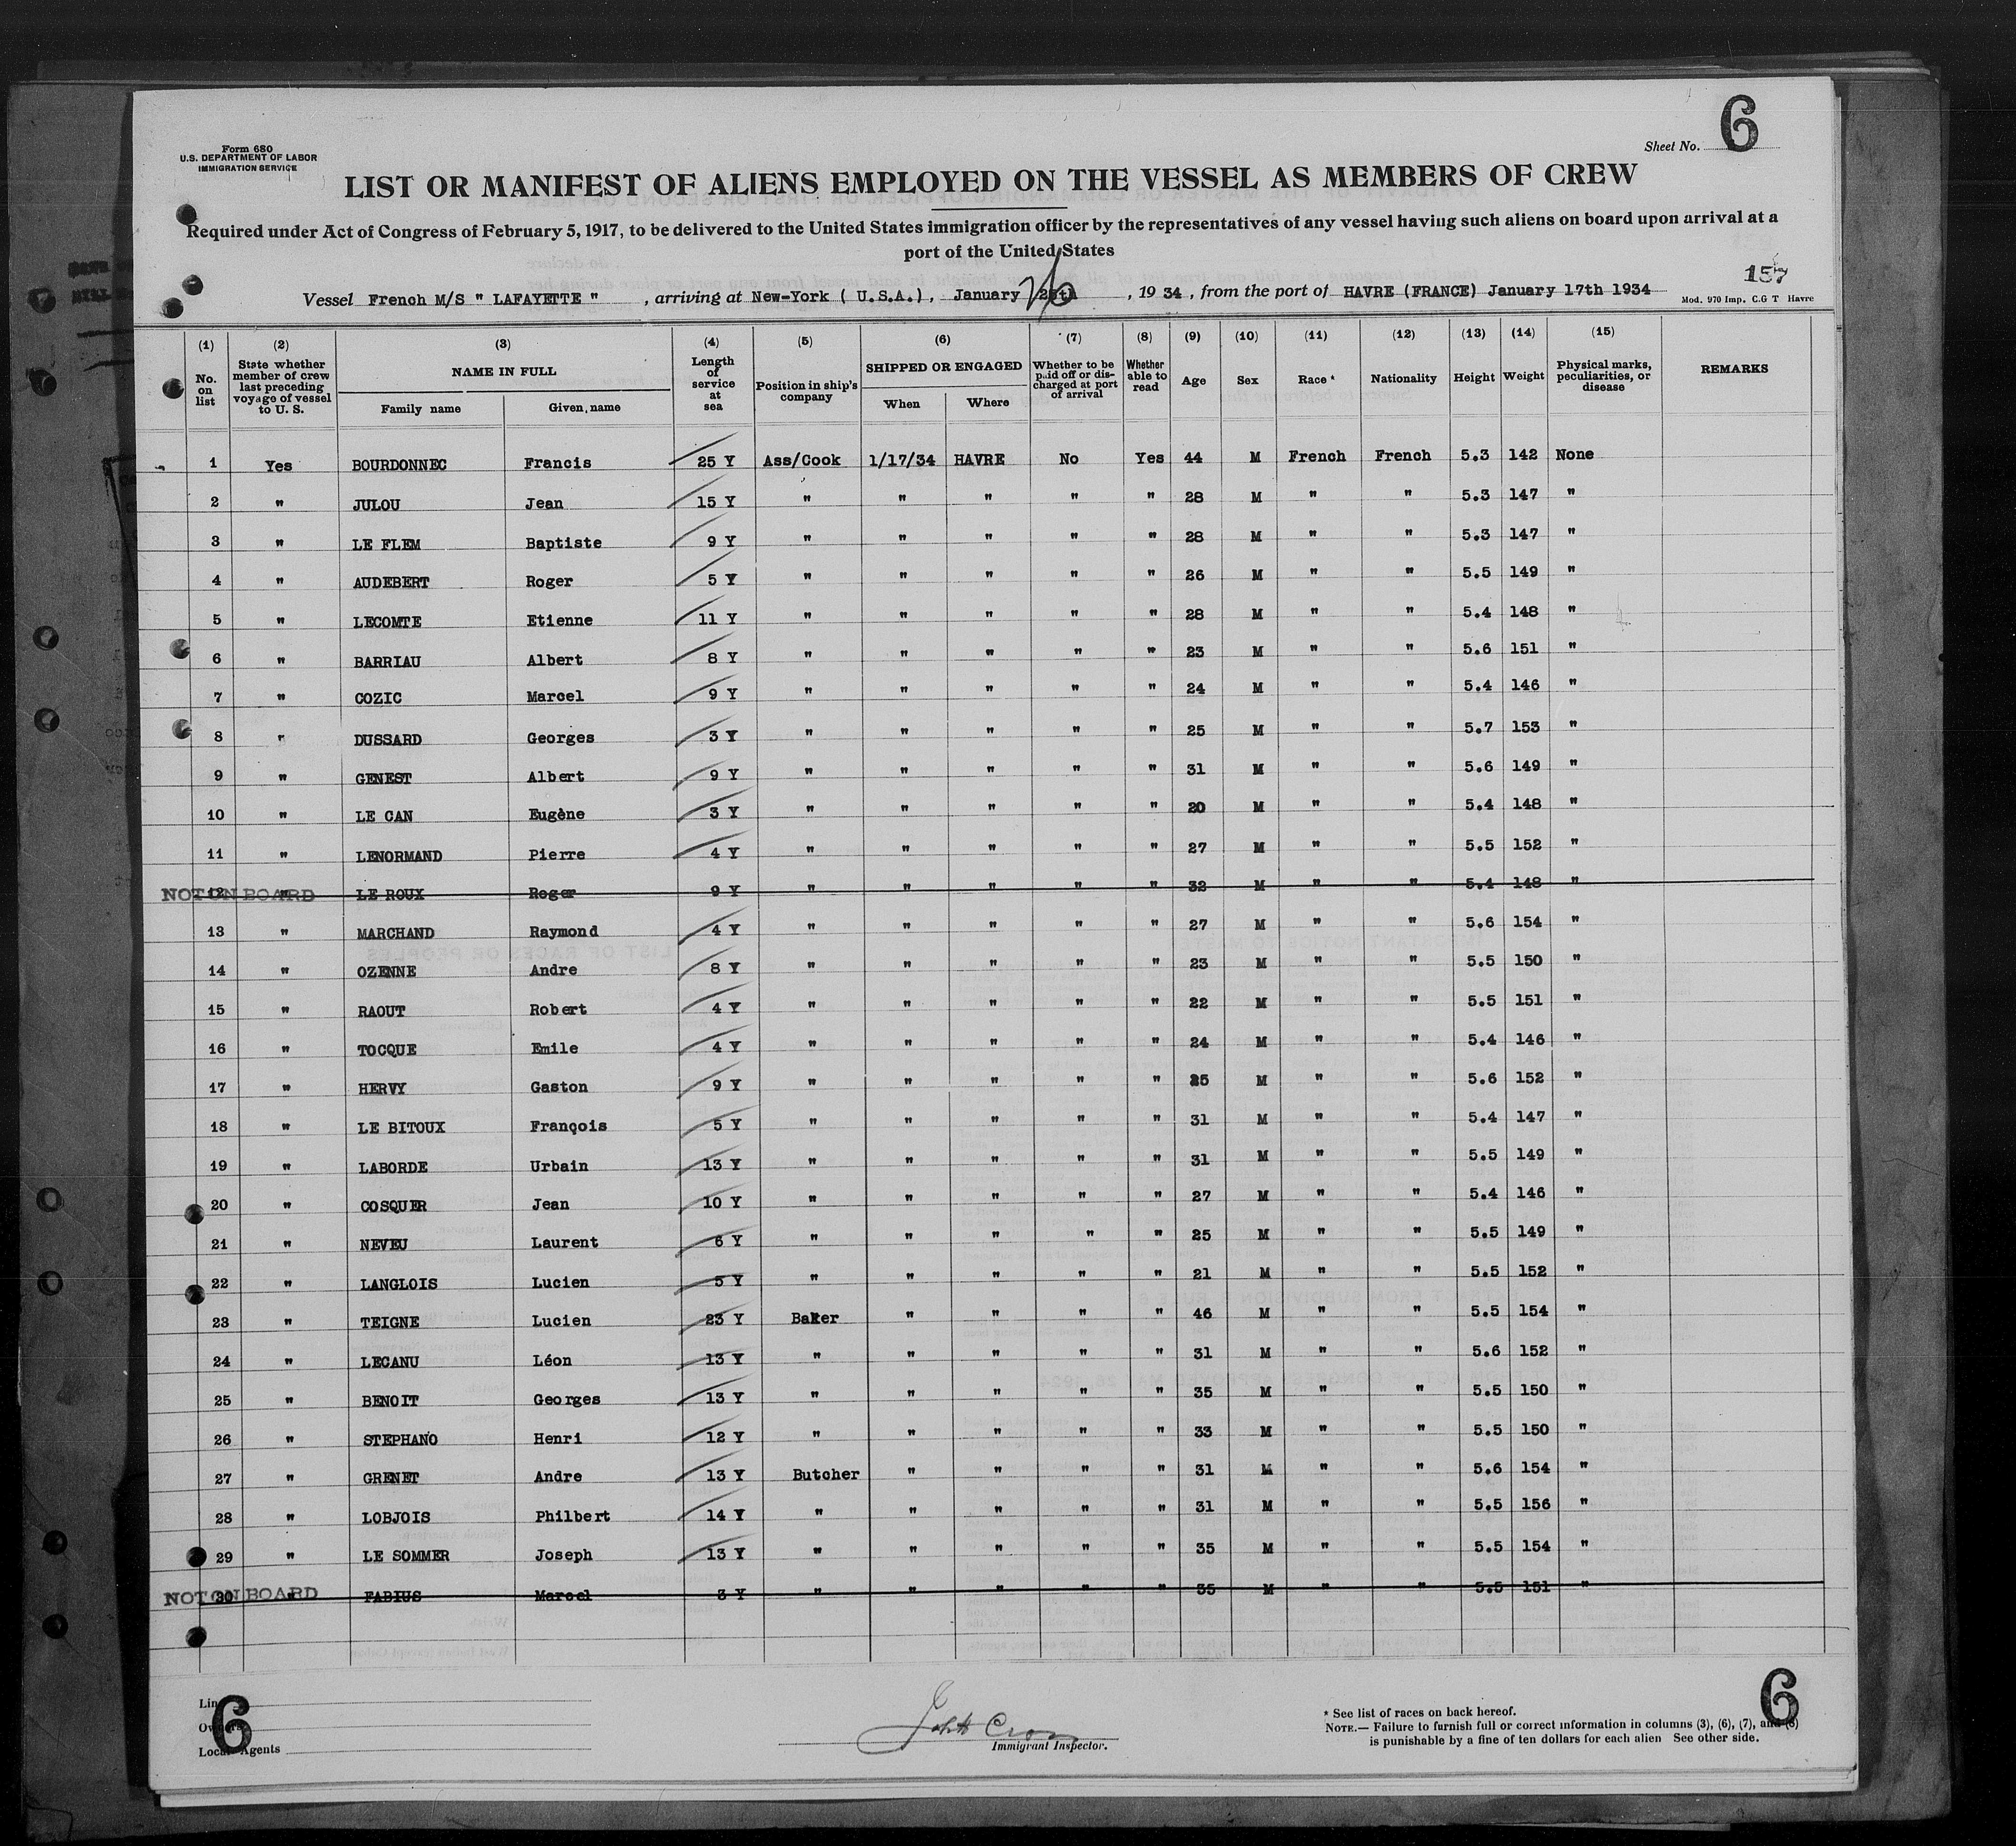 6
Sheet No.
Form 680
U.S. DEPARTMENT OF LABOR
IMMIGRATION SERVICE
LIST OR MANIFEST OF ALIENS EMPLOYED ON THE VESSEL AS MEMBERS OF CREW
Required under Act of Congress of February 5, 1917, to be delivered to the United States immigration officer by the representatives of any vessel having such aliens on board upon arrival at a
port of the United States
157
Vessel French M/S " LAFAYETTE " , arriving at New-York ( U.S.A.), January 26 , 19 34 , from the port of HAVRE (FRANCE) January 17th 1934
Mod. 970 Imp. C.G T Havre
(1) (2) (3) (4) (5) (6) (7) (8) (9) (10) (11) (12) (13) (14) (15)
No. on list | State whether member of crew last preceding voyage of vessel to U. S. | NAME IN FULL | Length of service at sea | Position in ship's company | SHIPPED OR ENGAGED | Whether to be paid off or discharged at port of arrival | Whether able to read | Age | Sex | Race * | Nationality | Height | Weight | Physical marks, peculiarities, or disease | REMARKS
Family name | Given name | When | Where
1 Yes BOURDONNEC Francis 25 Y Ass/Cook 1/17/34 HAVRE No Yes 44 M French French 5.3 142 None
2 " JULOU Jean 15 Y " " " " " 28 M " " 5.3 147 "
3 " LE FLEM Baptiste 9 Y " " " " " 28 M " " 5.3 147 "
4 " AUDEBERT Roger 5 Y " " " " " 26 M " " 5.5 149 "
5 " LECOMTE Etienne 11 Y " " " " " 28 M " " 5.4 148 "
6 " BARRIAU Albert 8 Y " " " " " 23 M " " 5.6 151 "
7 " COZIC Marcel 9 Y " " " " " 24 M " " 5.4 146 "
8 " DUSSARD Georges 3 Y " " " " " 25 M " " 5.7 153 "
9 " GENEST Albert 9 Y " " " " " 31 M " " 5.6 149 "
10 " LE CAN Eugène 3 Y " " " " " 20 M " " 5.4 148 "
11 " LENORMAND Pierre 4 Y " " " " " 27 M " " 5.5 152 "
NOT ON BOARD 12 " LE ROUX Roger 9 Y " " " " " 32 M " " 5.4 148 "
13 " MARCHAND Raymond 4 Y " " " " " 27 M " " 5.6 154 "
14 " OZENNE Andre 8 Y " " " " " 23 M " " 5.5 150 "
15 " RAOUT Robert 4 Y " " " " " 22 M " " 5.5 151 "
16 " TOCQUE Emile 4 Y " " " " " 24 M " " 5.4 146 "
17 " HERVY Gaston 9 Y " " " " " 25 M " " 5.6 152 "
18 " LE BITOUX François 5 Y " " " " " 31 M " " 5.4 147 "
19 " LABORDE Urbain 13 Y " " " " " 31 M " " 5.5 149 "
20 " COSQUER Jean 10 Y " " " " " 27 M " " 5.4 146 "
21 " NEVEU Laurent 6 Y " " " " " 25 M " " 5.5 149 "
22 " LANGLOIS Lucien 5 Y " " " " " 21 M " " 5.5 152 "
23 " TEIGNE Lucien 23 Y Baker " " " " 46 M " " 5.5 154 "
24 " LECANU Léon 13 Y " " " " " 31 M " " 5.6 152 "
25 " BENOIT Georges 13 Y " " " " " 35 M " " 5.5 150 "
26 " STEPHANO Henri 12 Y " " " " " 33 M " " 5.5 150 "
27 " GRENET Andre 13 Y Butcher " " " " 31 M " " 5.6 154 "
28 " LOBJOIS Philbert 14 Y " " " " " 31 M " " 5.5 156 "
29 " LE SOMMER Joseph 13 Y " " " " " 35 M " " 5.5 154 "
NOT ON BOARD 30 " FABIUS Marcel 3 Y " " " " " 35 M " " 5.5 151 "
6
Local Agents
Immigrant Inspector.
* See list of races on back hereof.
NOTE.— Failure to furnish full or correct information in columns (3), (6), (7), and (8)
is punishable by a fine of ten dollars for each alien See other side.
6